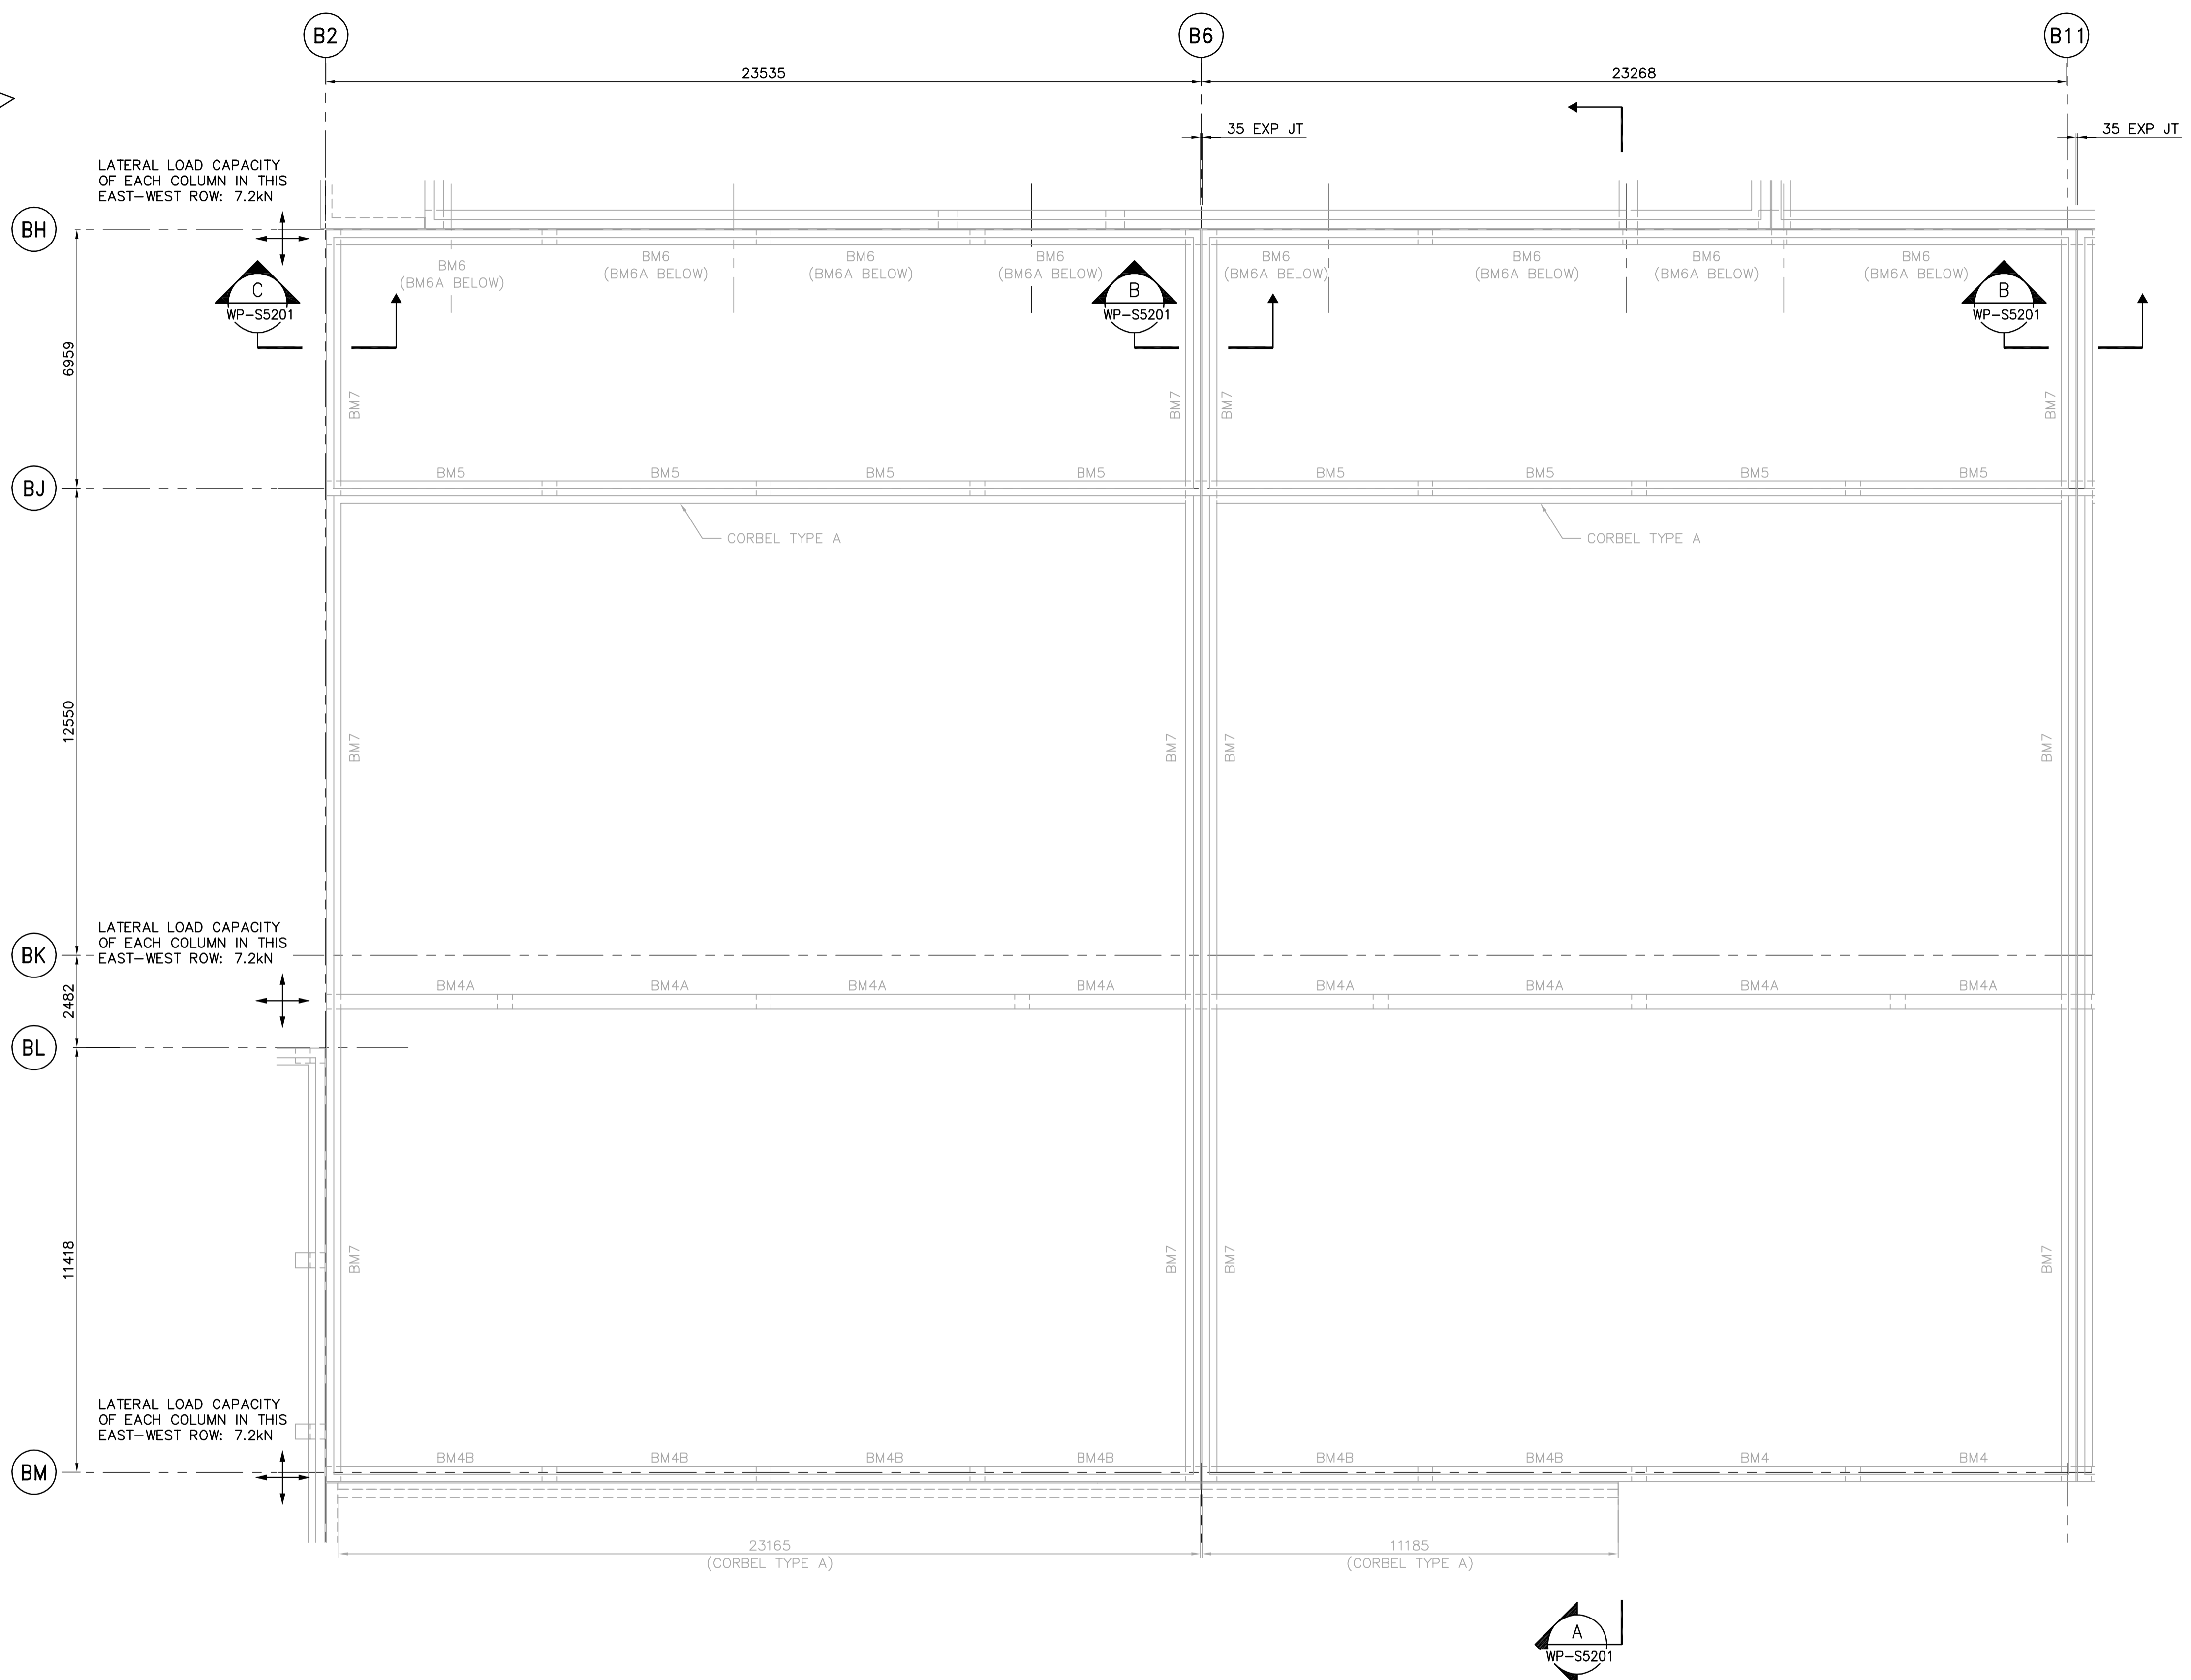 B2
B6
B11
23535
23268
35 EXP JT
35 EXP JT
LATERAL LOAD CAPACITY
OF EACH COLUMN IN THIS
EAST-WEST ROW: 7.2kN
BH
BM6
(BM6A BELOW)
BM6
(BM6A BELOW)
BM6
(BM6A BELOW)
BM6
(BM6A BELOW)
BM6
(BM6A BELOW)
BM6
(BM6A BELOW)
BM6
(BM6A BELOW)
BM6
(BM6A BELOW)
C
WP-S5201
B
WP-S5201
B
WP-S5201
6959
BM7
BM7
BM7
BM7
BM5
BM5
BM5
BM5
BM5
BM5
BM5
BM5
BJ
CORBEL TYPE A
CORBEL TYPE A
12550
BM7
BM7
BM7
BM7
LATERAL LOAD CAPACITY
OF EACH COLUMN IN THIS
EAST-WEST ROW: 7.2kN
BK
BM4A
BM4A
BM4A
BM4A
BM4A
BM4A
BM4A
BM4A
2482
BL
11418
BM7
BM7
BM7
BM7
LATERAL LOAD CAPACITY
OF EACH COLUMN IN THIS
EAST-WEST ROW: 7.2kN
BM4B
BM4B
BM4B
BM4B
BM4B
BM4B
BM4
BM4
BM
23165
(CORBEL TYPE A)
11185
(CORBEL TYPE A)
A
WP-S5201